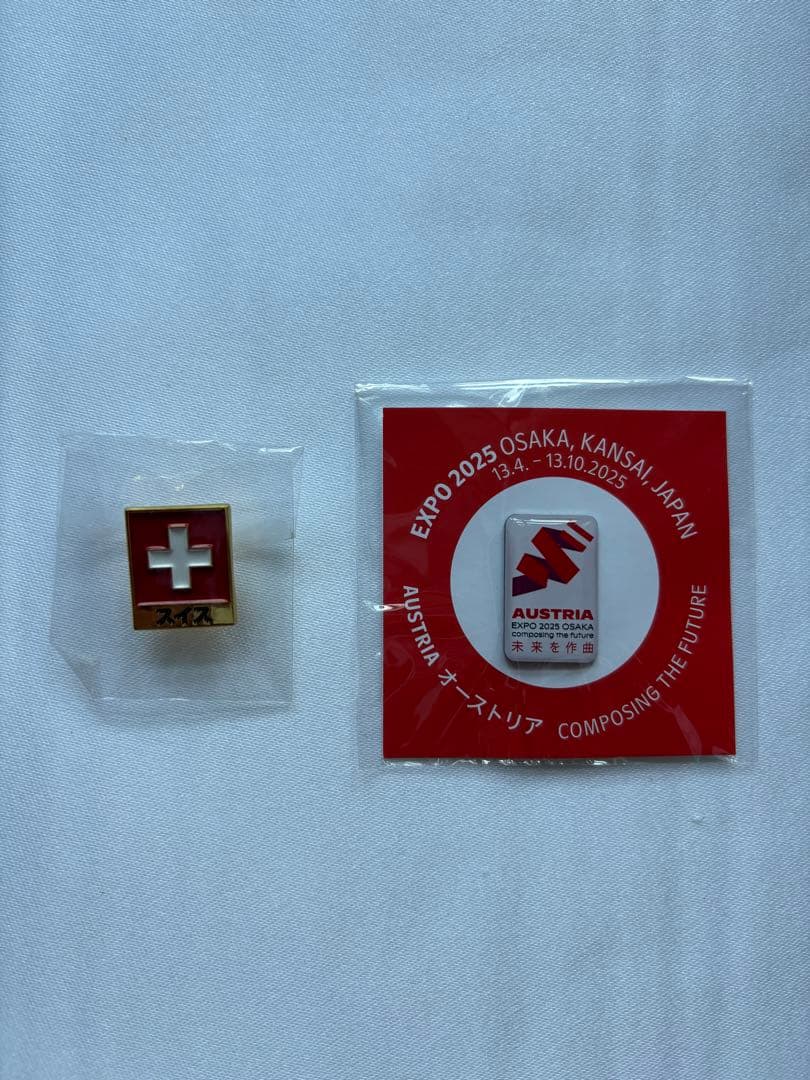 スイス
EXPO 2025 OSAKA, KANSAI, JAPAN
13.4. – 13.10.2025
AUSTRIA
EXPO 2025 OSAKA
composing the future
未来を作曲
AUSTRIA オーストリア COMPOSING THE FUTURE